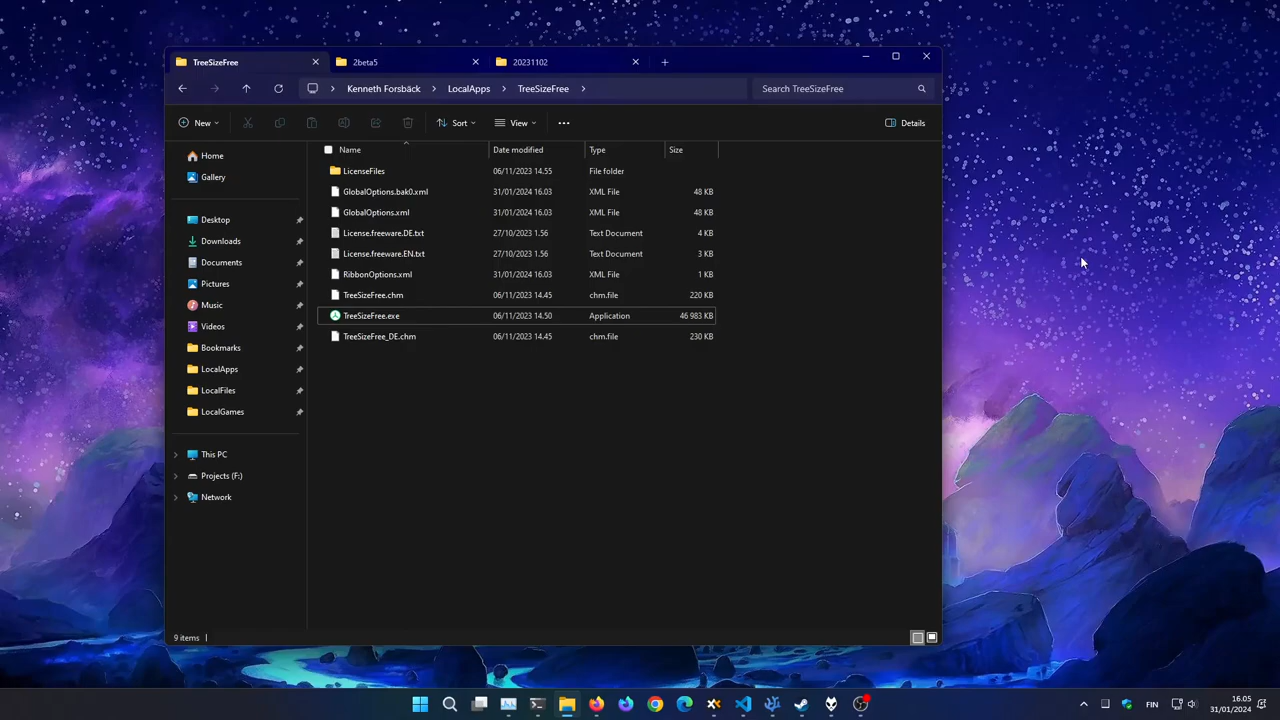 TreeSizeFree 2beta5 20231102
Kenneth Forsbäck LocalApps TreeSizeFree Search TreeSizeFree
New Sort View Details
Name Date modified Type Size
Home
Gallery
Desktop
Downloads
Documents
Pictures
Music
Videos
Bookmarks
LocalApps
LocalFiles
LocalGames
This PC
Projects (F:)
Network
LicenseFiles 06/11/2023 14.55 File folder
GlobalOptions.bak0.xml 31/01/2024 16.03 XML File 48 KB
GlobalOptions.xml 31/01/2024 16.03 XML File 48 KB
License.freeware.DE.txt 27/10/2023 1.56 Text Document 4 KB
License.freeware.EN.txt 27/10/2023 1.56 Text Document 3 KB
RibbonOptions.xml 31/01/2024 16.03 XML File 1 KB
TreeSizeFree.chm 06/11/2023 14.45 chm.file 220 KB
TreeSizeFree.exe 06/11/2023 14.50 Application 46 983 KB
TreeSizeFree_DE.chm 06/11/2023 14.45 chm.file 230 KB
9 items
FIN
16.05
31/01/2024